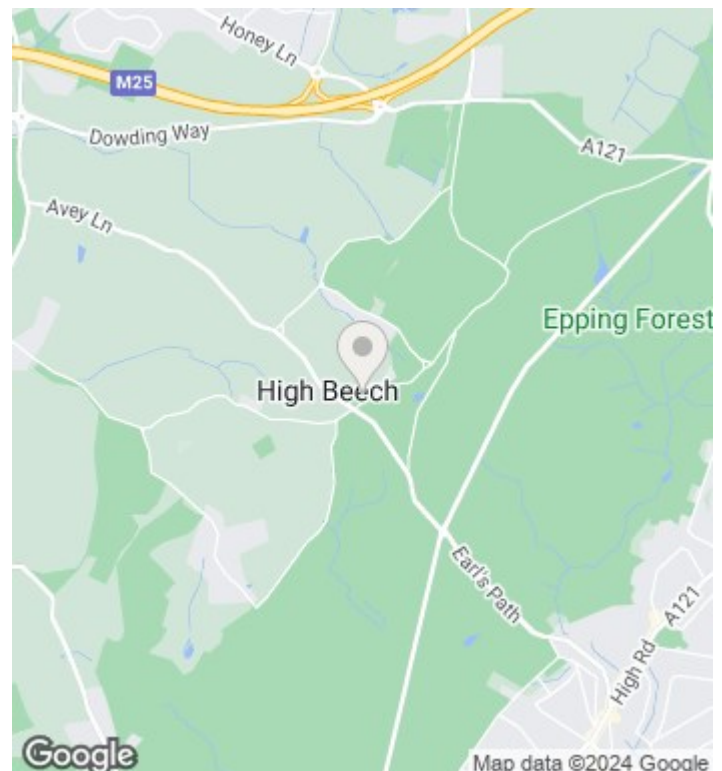 Honey Ln
M25
Dowding Way
A121
Avey Ln
Epping Forest
High Beech
Earl's Path
A121
High Rd
Google
Map data ©2024 Google